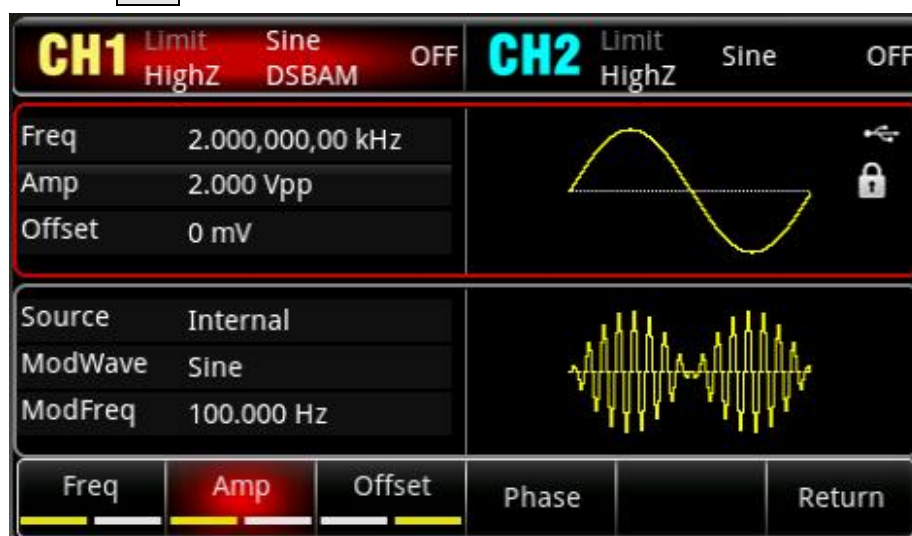 CH1 Limit Sine OFF CH2 Limit Sine OFF
HighZ DSBAM HighZ
Freq 2.000,000,00 kHz
Amp 2.000 Vpp
Offset 0 mV
Source Internal
ModWave Sine
ModFreq 100.000 Hz
Freq Amp Offset Phase Return